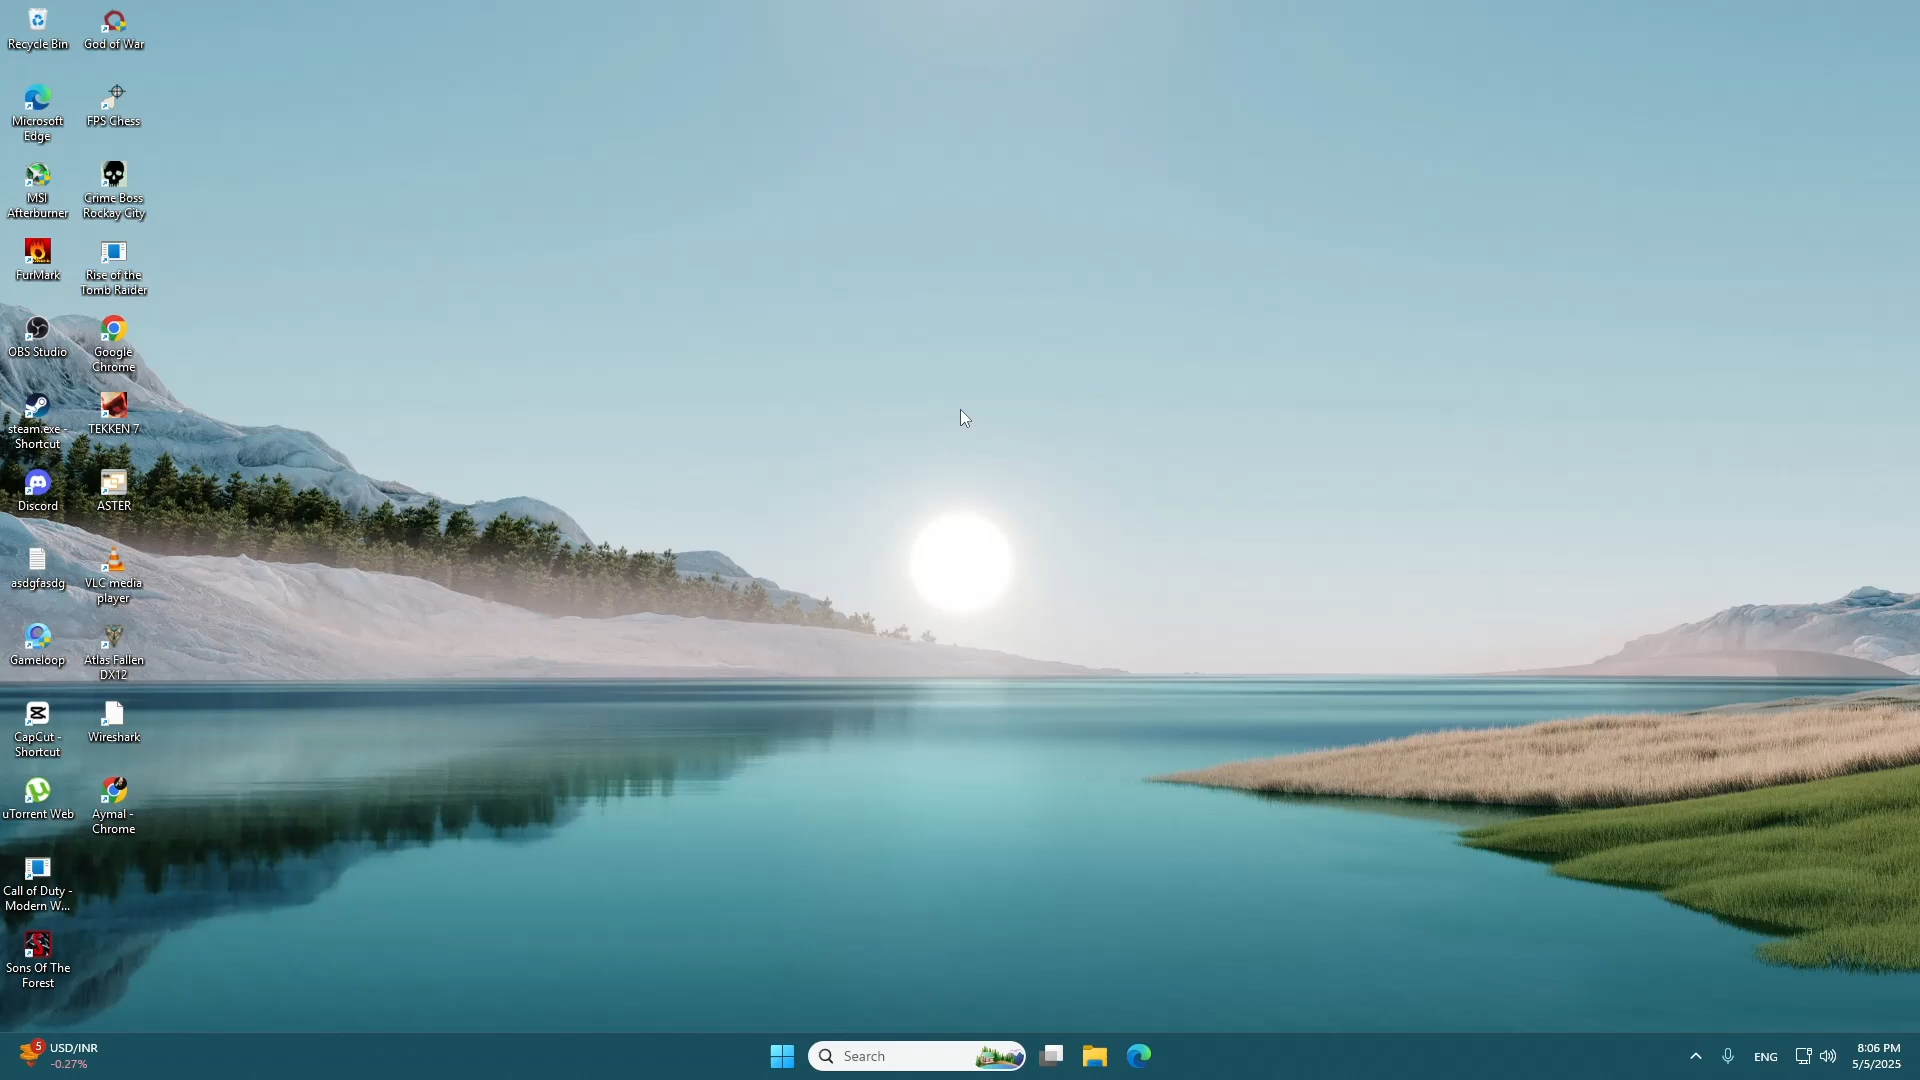 Recycle Bin
God of War
Microsoft
Edge
FPS Chess
MSI
Afterburner
Crime Boss
Rockay City
FurMark
Rise of the
Tomb Raider
OBS Studio
Google
Chrome
steam.exe -
Shortcut
TEKKEN 7
Discord
ASTER
asdgfasdg
VLC media
player
Gameloop
Atlas Fallen
DX12
CapCut -
Shortcut
Wireshark
uTorrent Web
Aymal -
Chrome
Call of Duty -
Modern W...
Sons Of The
Forest
5
USD/INR
-0.27%
Search
ENG
8:06 PM
5/5/2025